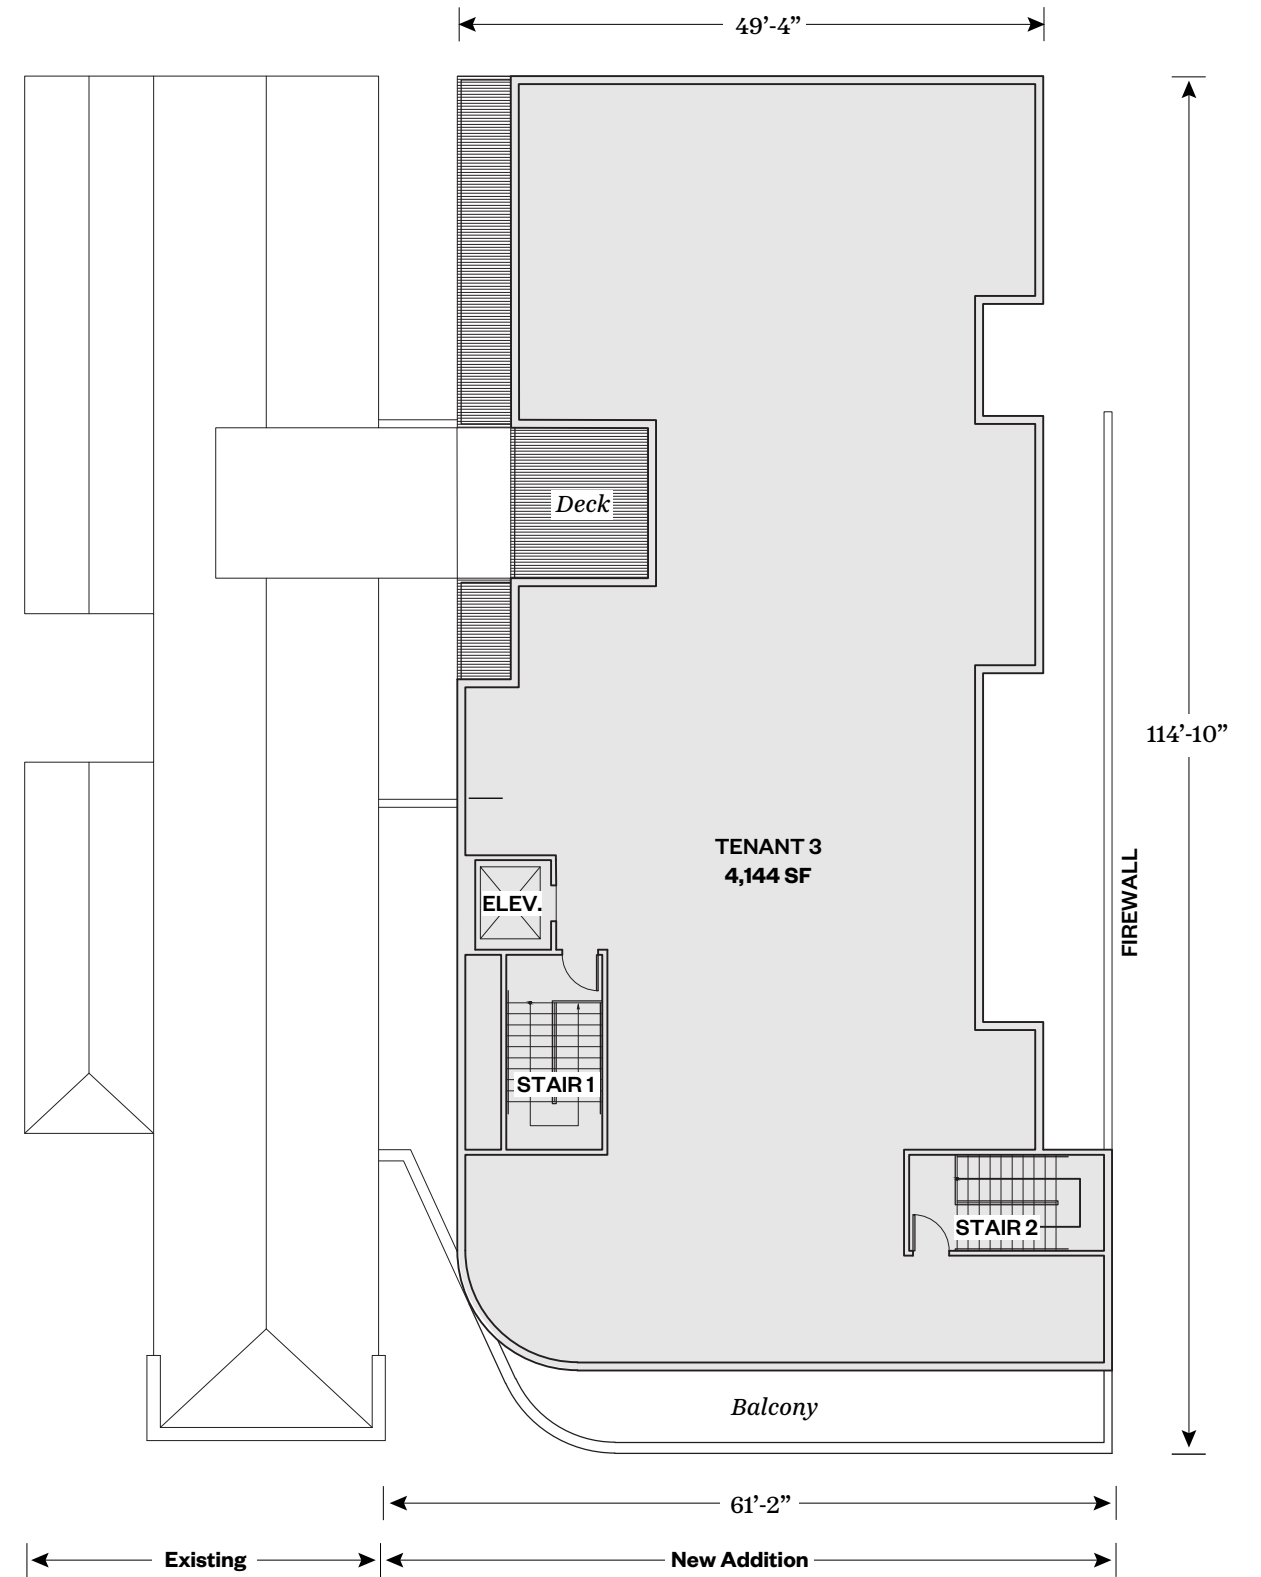 49’-4”
Deck
114’-10”
TENANT 3
4,144 SF
FIREWALL
ELEV.
STAIR 1
STAIR 2
Balcony
61’-2”
Existing
New Addition